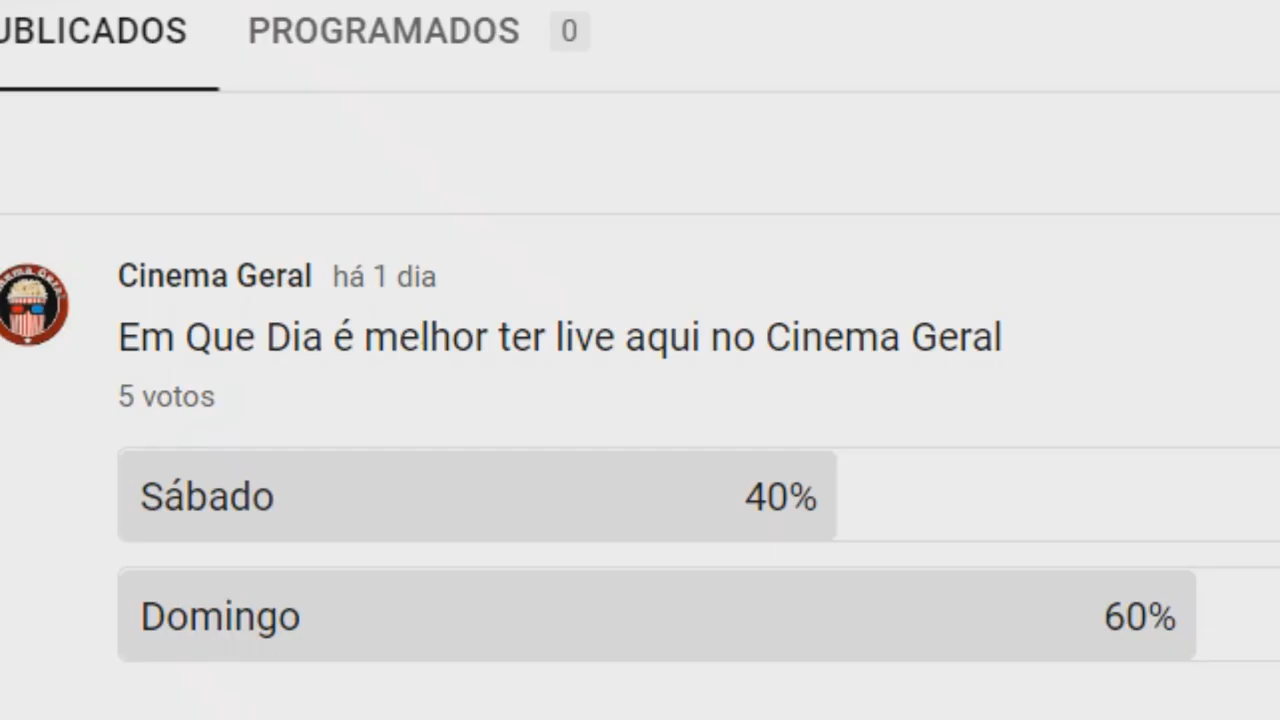 UBLICADOS PROGRAMADOS 0
Cinema Geral há 1 dia
Em Que Dia é melhor ter live aqui no Cinema Geral
5 votos
Sábado 40%
Domingo 60%